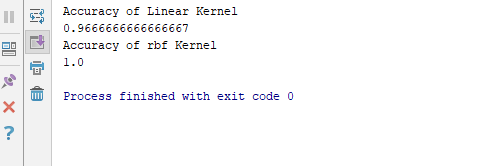 Accuracy of Linear Kernel
0.9666666666666667
Accuracy of rbf Kernel
1.0
Process finished with exit code 0